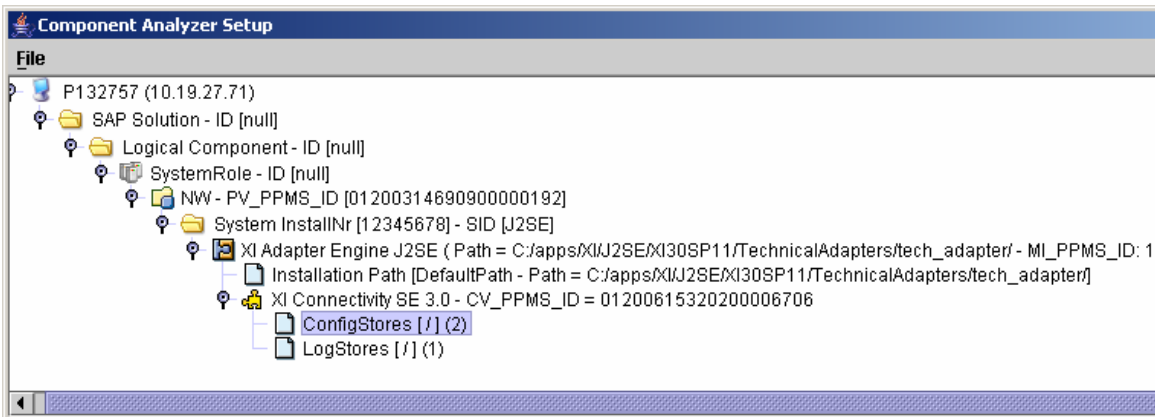 Component Analyzer Setup
File
P132757 (10.19.27.71)
SAP Solution - ID [null]
Logical Component - ID [null]
SystemRole - ID [null]
NW - PV_PPMS_ID [01200314690900000192]
System InstallNr [12345678] - SID [J2SE]
XI Adapter Engine J2SE ( Path = C:/apps/XI/J2SE/XI30SP11/TechnicalAdapters/tech_adapter/ - MI_PPMS_ID: 1
Installation Path [DefaultPath - Path = C:/apps/XI/J2SE/XI30SP11/TechnicalAdapters/tech_adapter/]
XI Connectivity SE 3.0 - CV_PPMS_ID = 01200615320200006706
ConfigStores [ / ] (2)
LogStores [ / ] (1)